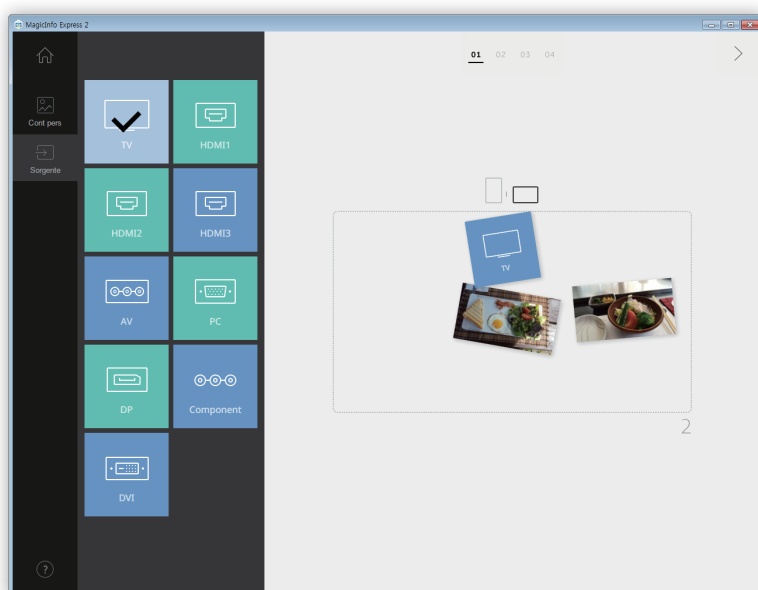 MagicInfo Express 2
01 02 03 04
Cont pers
Sorgente
TV
HDMI1
HDMI2
HDMI3
AV
PC
DP
Component
DVI
TV
2
?